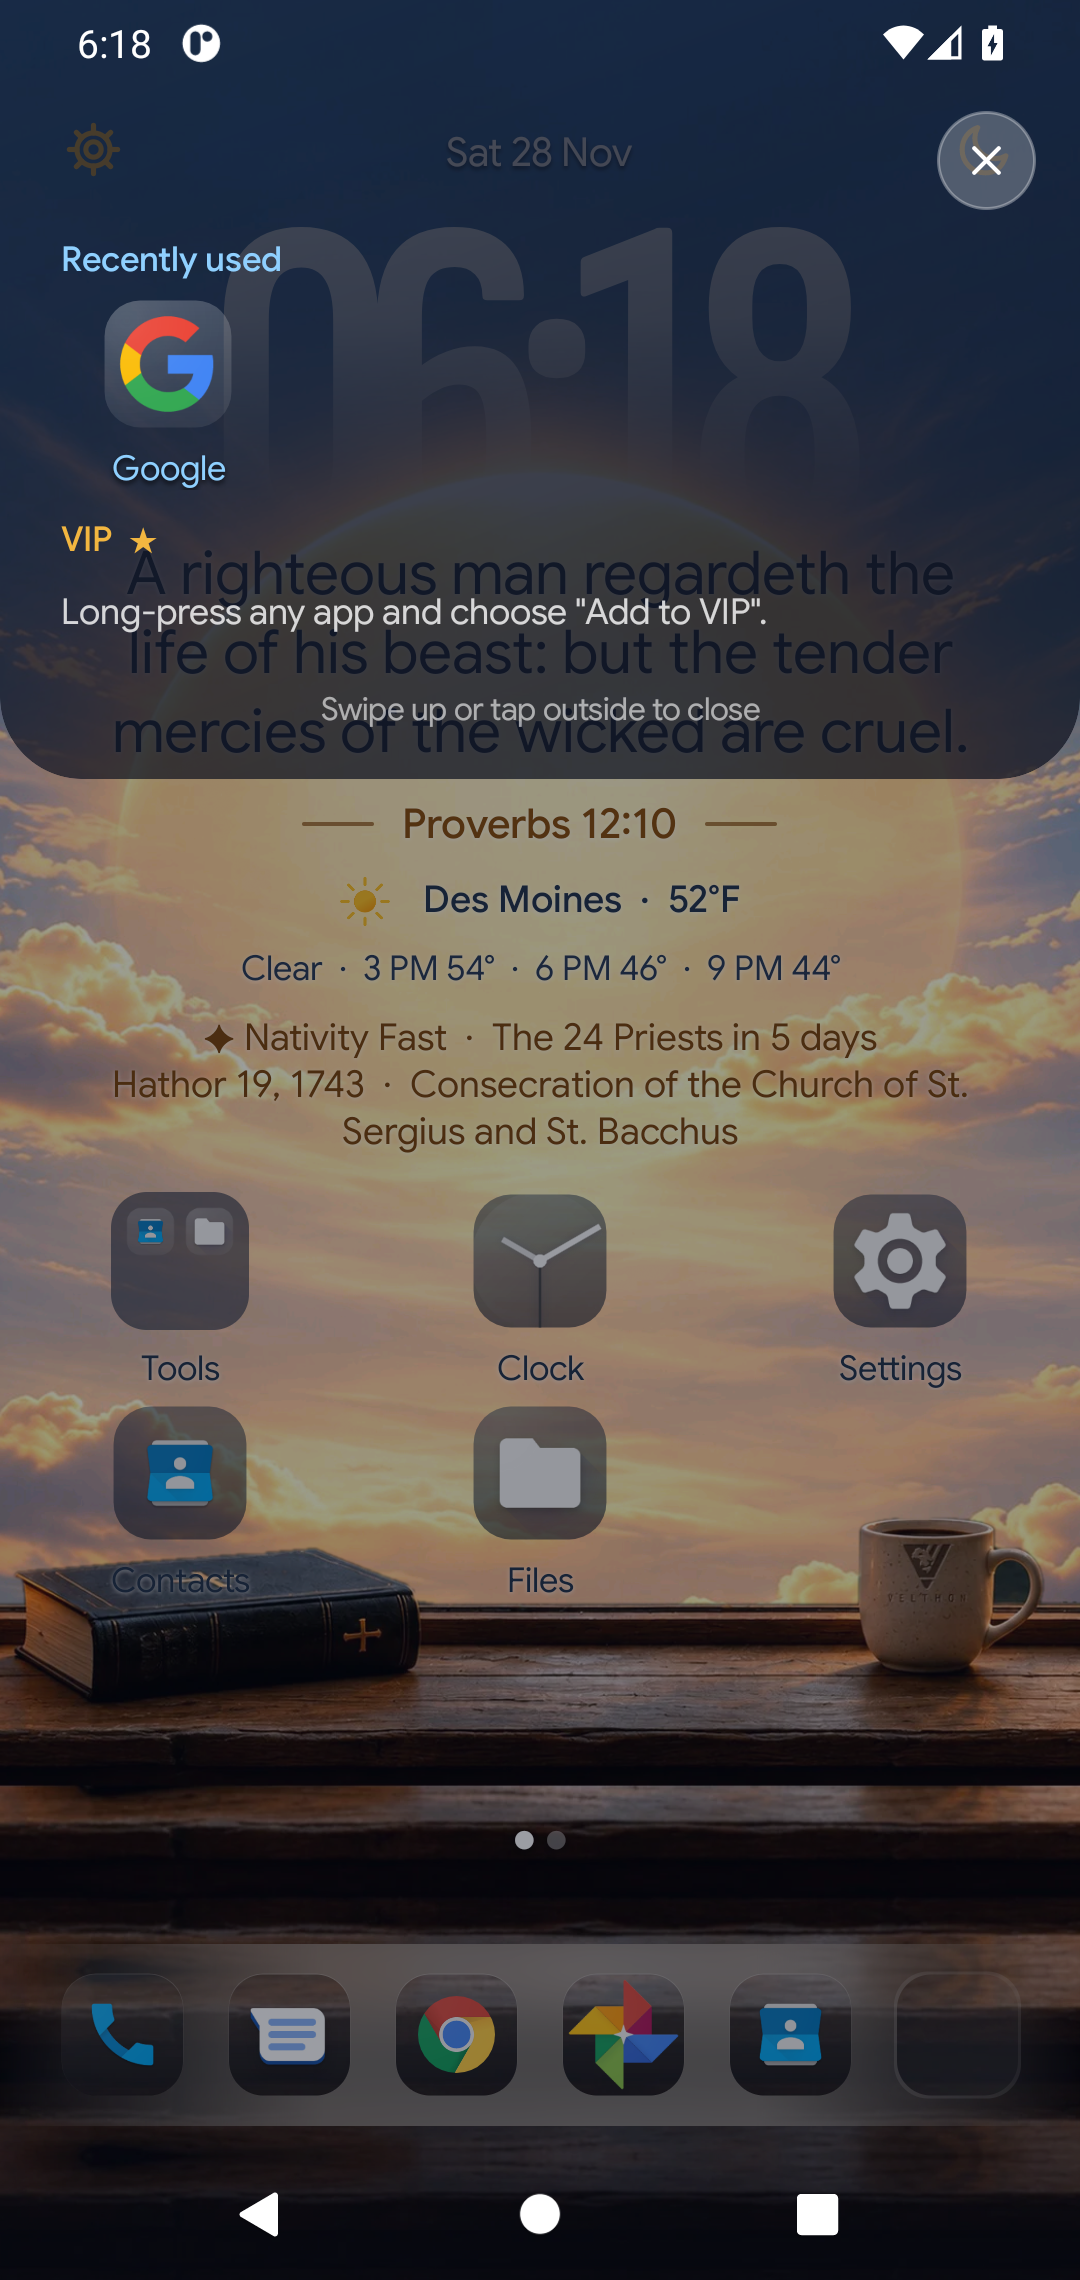 6:18
Sat 28 Nov
06:18
Recently used
Google
VIP ★
A righteous man regardeth the
Long-press any app and choose "Add to VIP".
life of his beast: but the tender
Swipe up or tap outside to close
mercies of the wicked are cruel.
Proverbs 12:10
Des Moines · 52°F
Clear · 3 PM 54° · 6 PM 46° · 9 PM 44°
✦ Nativity Fast · The 24 Priests in 5 days
Hathor 19, 1743 · Consecration of the Church of St.
Sergius and St. Bacchus
Tools
Clock
Settings
Contacts
Files
VELTHON